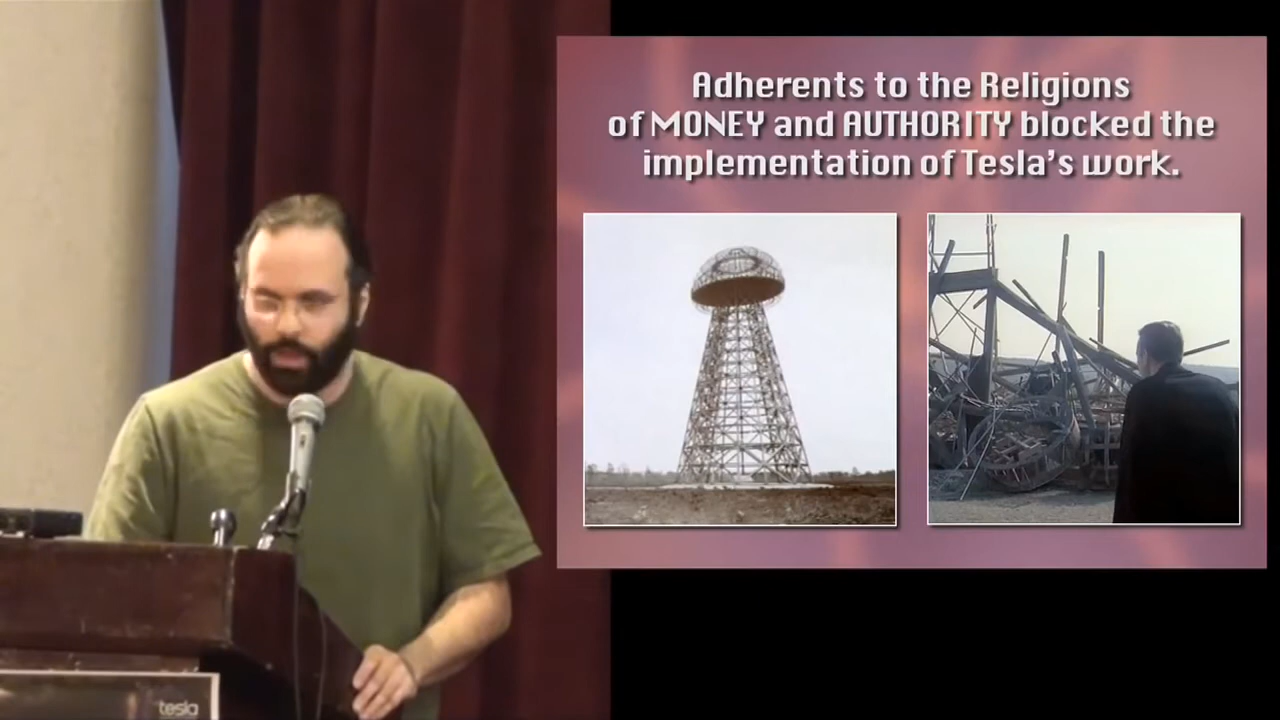 Adherents to the Religions
of MONEY and AUTHORITY blocked the
implementation of Tesla's work.
tesla